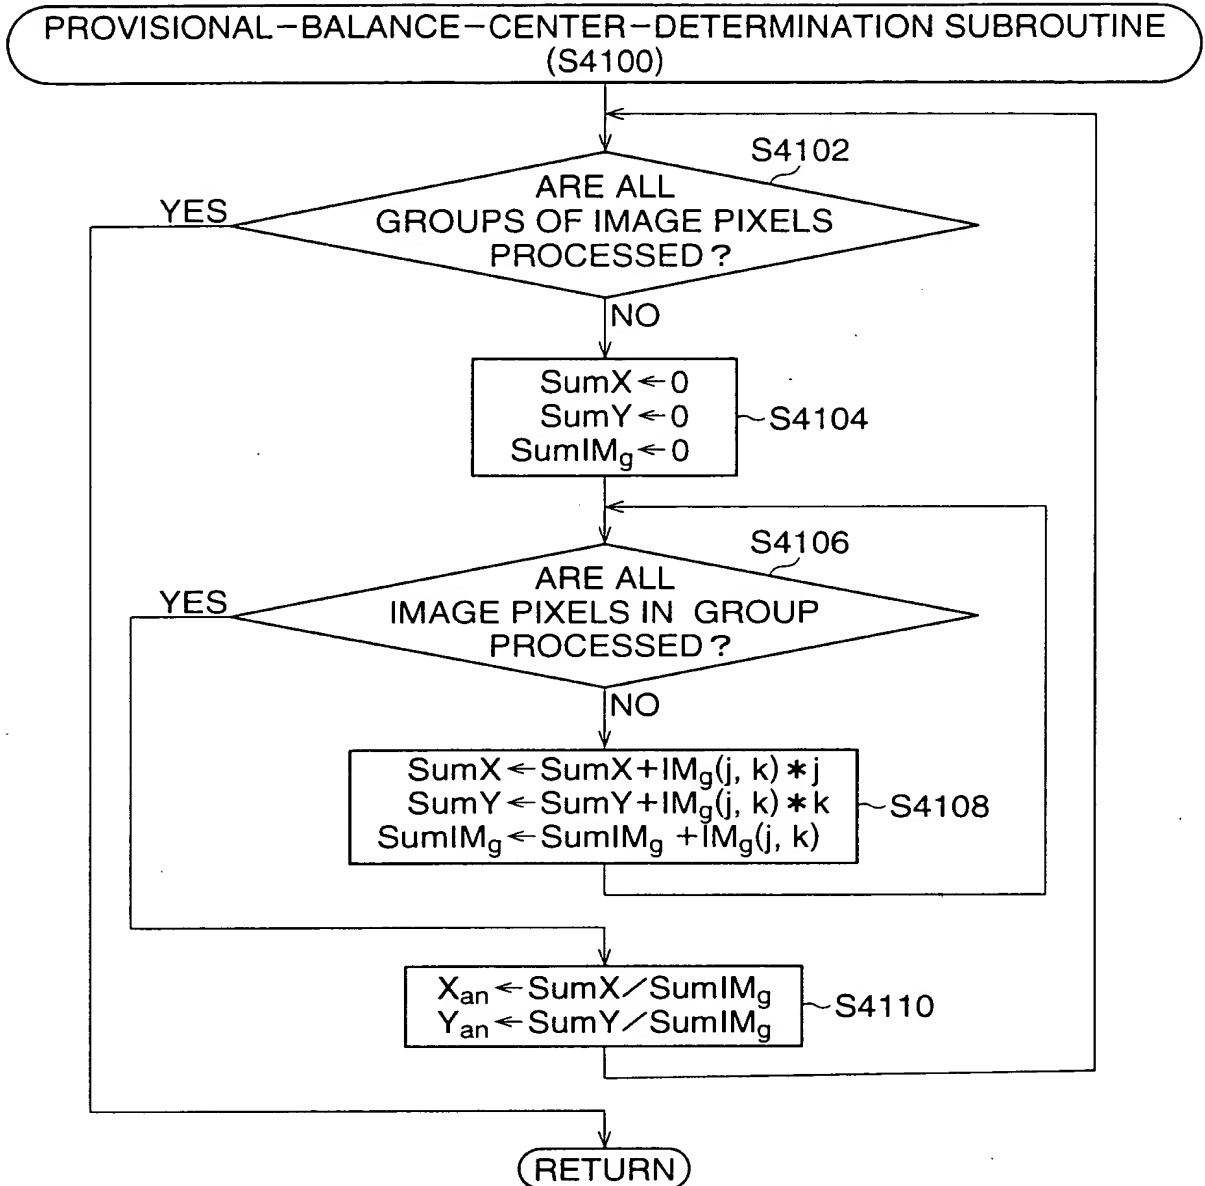 PROVISIONAL-BALANCE-CENTER-DETERMINATION SUBROUTINE
(S4100)
S4102
ARE ALL
GROUPS OF IMAGE PIXELS
PROCESSED?
YES
NO
SumX←0
SumY←0
SumIMg←0
S4104
S4106
ARE ALL
IMAGE PIXELS IN GROUP
PROCESSED?
YES
NO
SumX←SumX+IMg(j, k)*j
SumY←SumY+IMg(j, k)*k
SumIMg←SumIMg+IMg(j, k)
S4108
Xan←SumX/SumIMg
Yan←SumY/SumIMg
S4110
RETURN